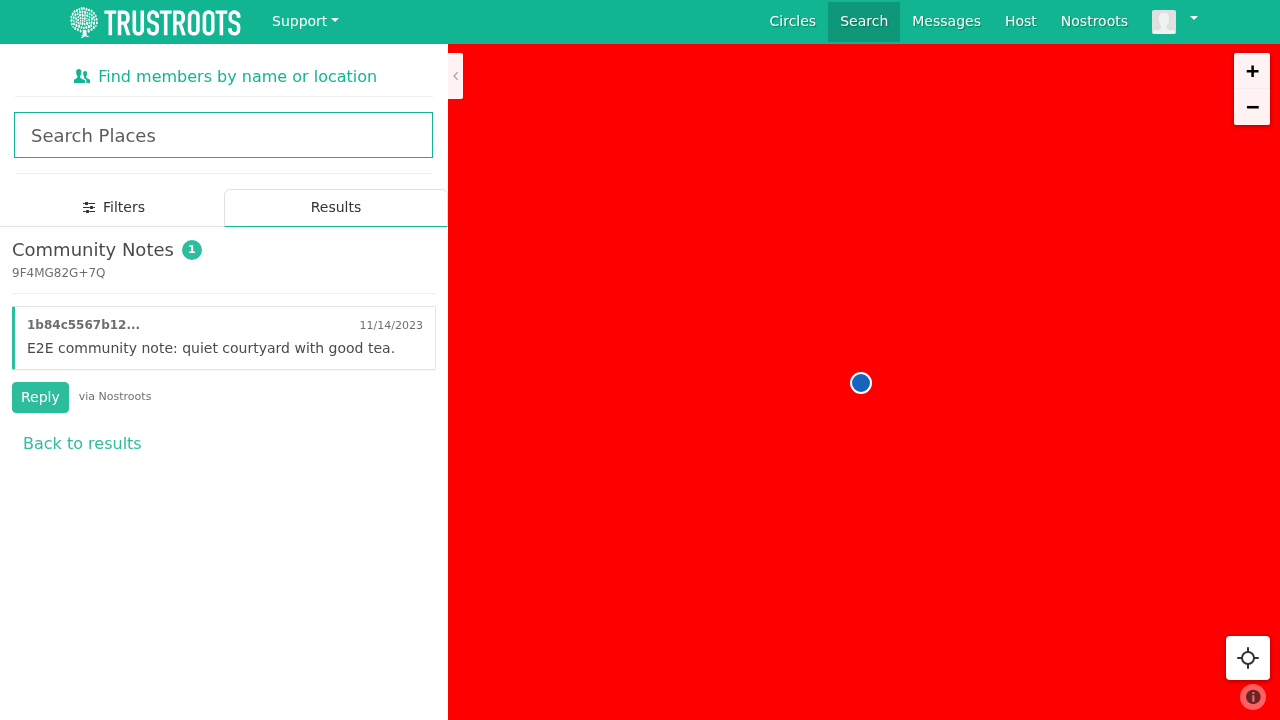 TRUSTROOTS Support Circles Search Messages Host Nostroots
Find members by name or location
Search Places
Filters Results
Community Notes 1
9F4MG82G+7Q
1b84c5567b12... 11/14/2023
E2E community note: quiet courtyard with good tea.
Reply via Nostroots
Back to results
+
−